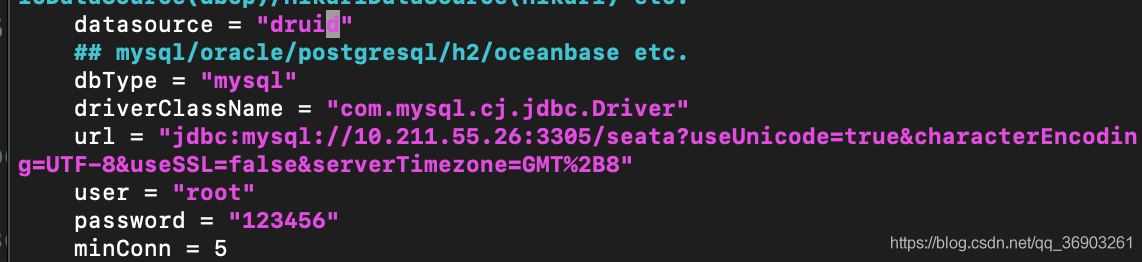 datasource = "druid"
## mysql/oracle/postgresql/h2/oceanbase etc.
dbType = "mysql"
driverClassName = "com.mysql.cj.jdbc.Driver"
url = "jdbc:mysql://10.211.55.26:3305/seata?useUnicode=true&characterEncodin
g=UTF-8&useSSL=false&serverTimezone=GMT%2B8"
user = "root"
password = "123456"
minConn = 5
https://blog.csdn.net/qq_36903261